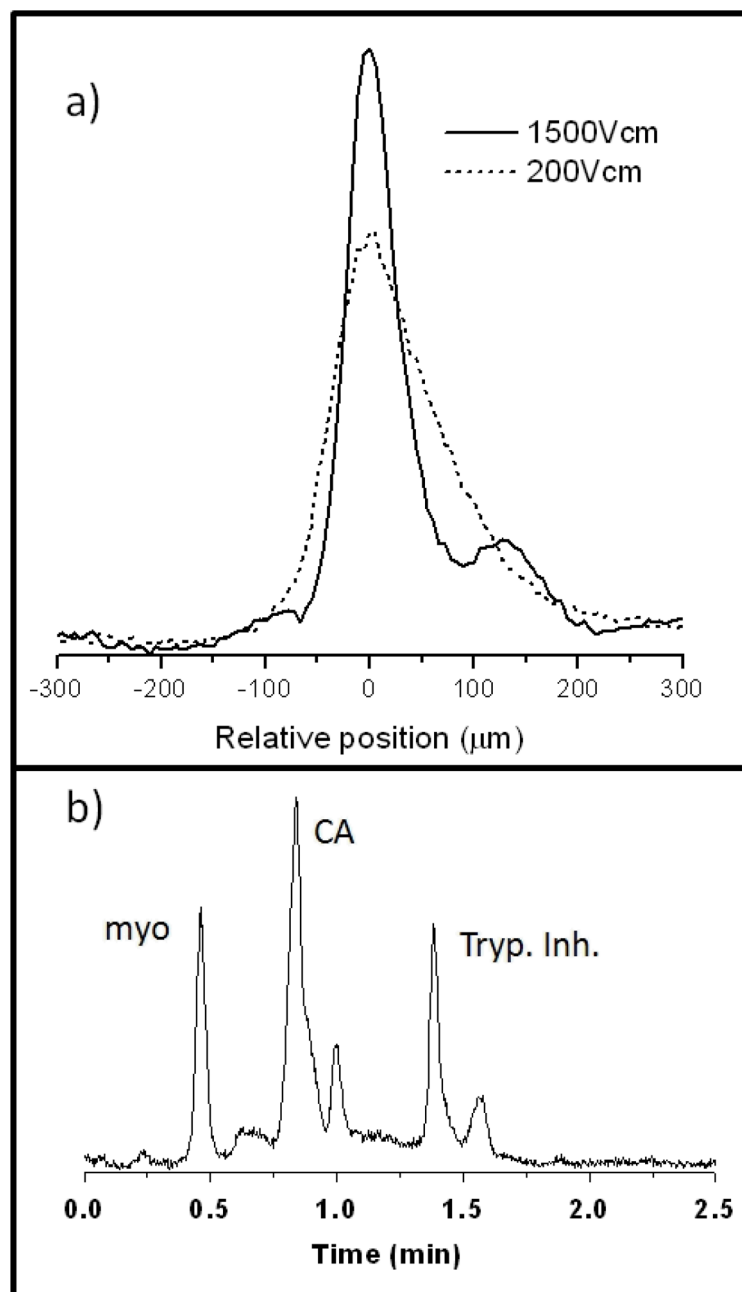 a)
1500Vcm
200Vcm
-300 -200 -100 0 100 200 300
Relative position (μm)
b)
CA
myo
Tryp. Inh.
0.0 0.5 1.0 1.5 2.0 2.5
Time (min)